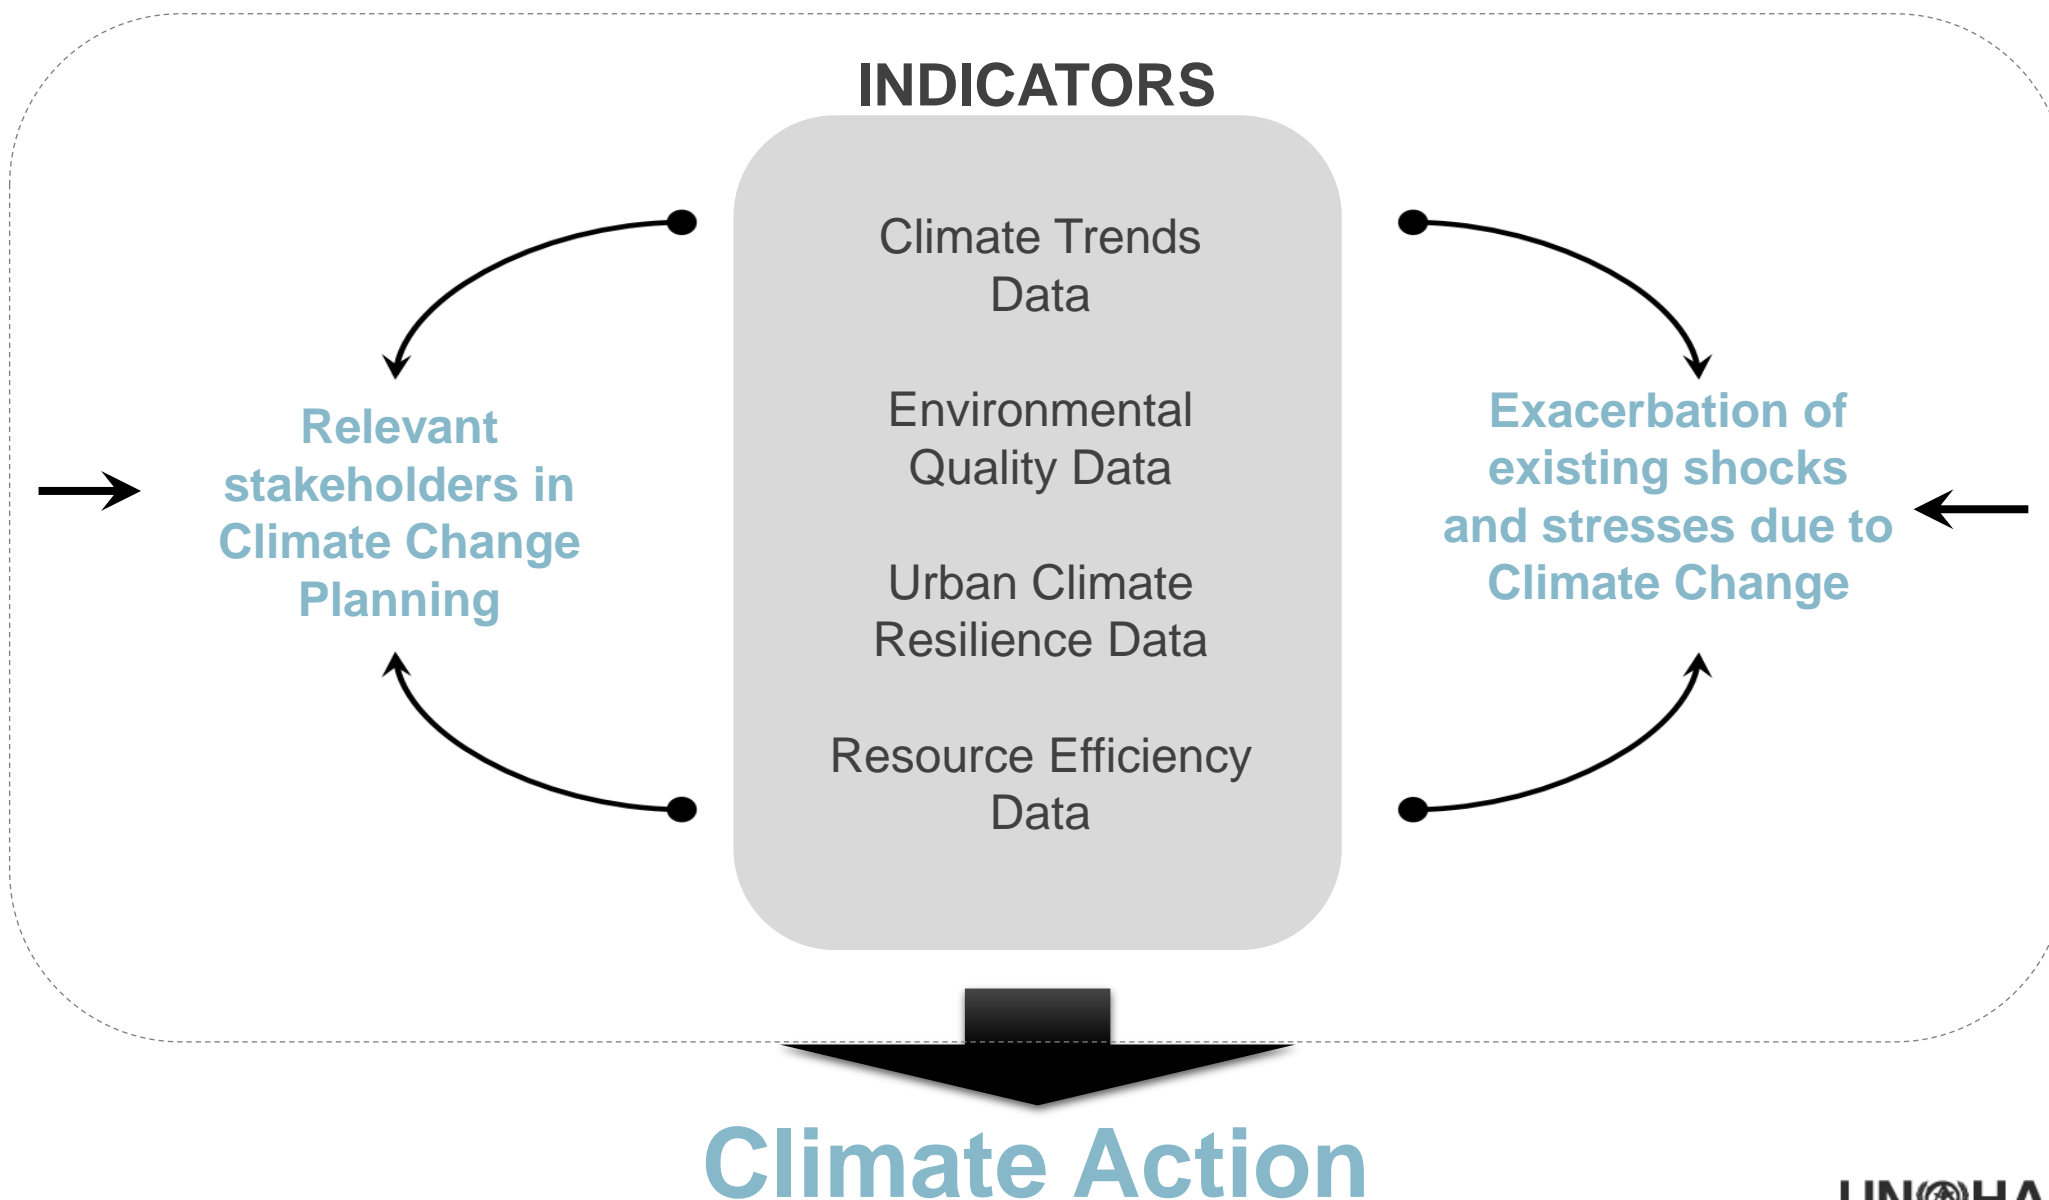 INDICATORS
Climate Trends
Data
Environmental
Quality Data
Urban Climate
Resilience Data
Resource Efficiency
Data
Relevant
stakeholders in
Climate Change
Planning
Exacerbation of
existing shocks
and stresses due to
Climate Change
Climate Action